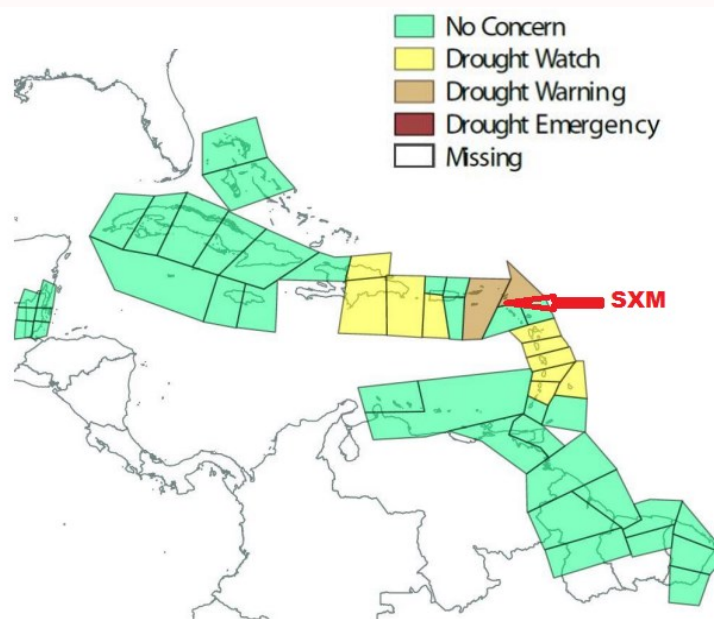 No Concern
Drought Watch
Drought Warning
Drought Emergency
Missing
SXM